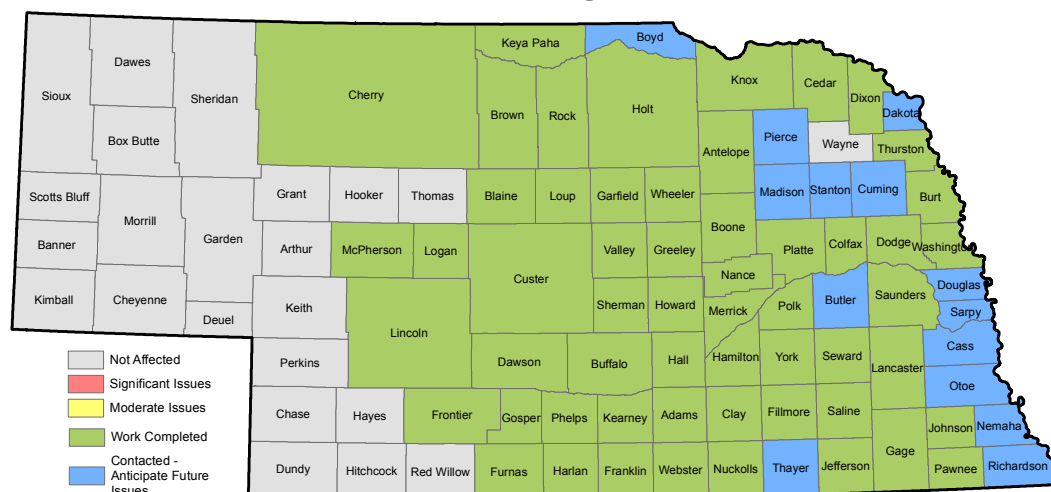 Boyd
Keya Paha
Dawes
Sioux
Sheridan
Cherry
Knox
Cedar
Dixon
Dakota
Brown
Rock
Holt
Box Butte
Antelope
Pierce
Wayne
Thurston
Scotts Bluff
Grant
Hooker
Thomas
Blaine
Loup
Garfield
Wheeler
Madison
Stanton
Cuming
Burt
Morrill
Garden
Banner
Arthur
McPherson
Logan
Custer
Valley
Greeley
Boone
Platte
Colfax
Dodge
Washington
Kimball
Cheyenne
Deuel
Keith
Lincoln
Sherman
Howard
Nance
Merrick
Polk
Butler
Saunders
Douglas
Sarpy
Perkins
Dawson
Buffalo
Hall
Hamilton
York
Seward
Lancaster
Cass
Otoe
Chase
Hayes
Frontier
Gosper
Phelps
Kearney
Adams
Clay
Fillmore
Saline
Johnson
Nemaha
Dundy
Hitchcock
Red Willow
Furnas
Harlan
Franklin
Webster
Nuckolls
Thayer
Jefferson
Gage
Pawnee
Richardson
Not Affected
Significant Issues
Moderate Issues
Work Completed
Contacted -
Anticipate Future
Issues